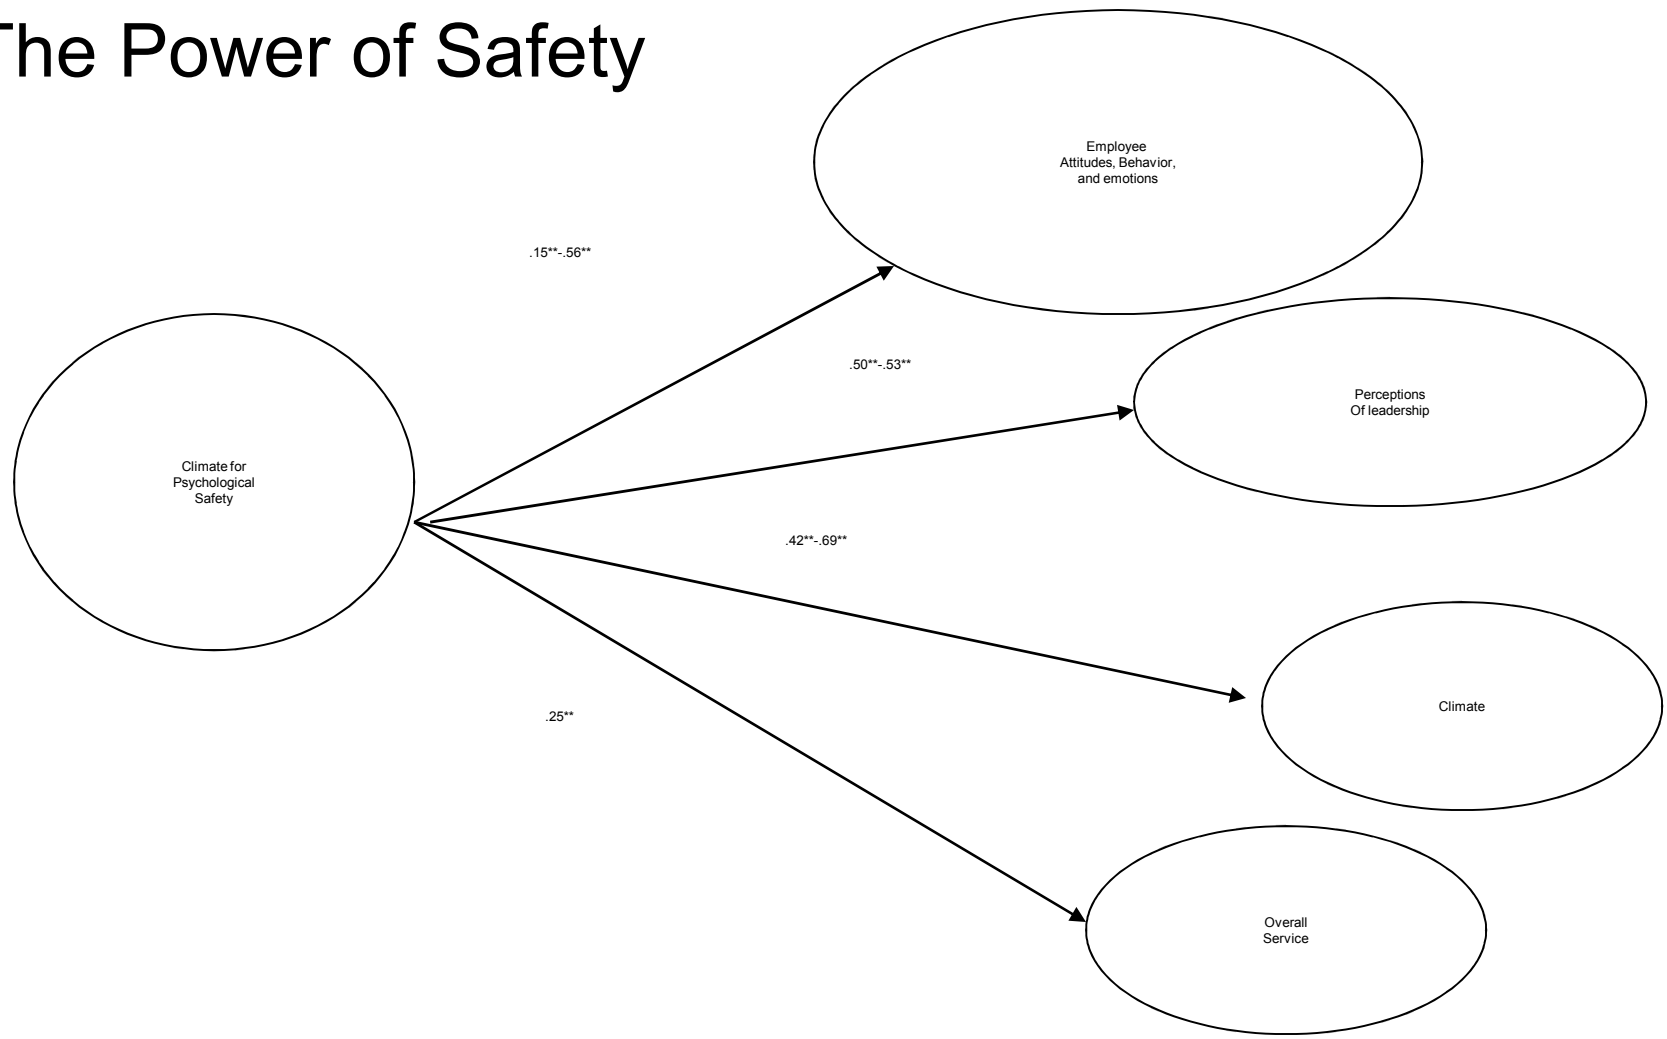 The Power of Safety
Employee
Attitudes, Behavior,
and emotions
.15**-.56**
.50**-.53**
Perceptions
Of leadership
Climate for
Psychological
Safety
.42**-.69**
Climate
.25**
Overall
Service